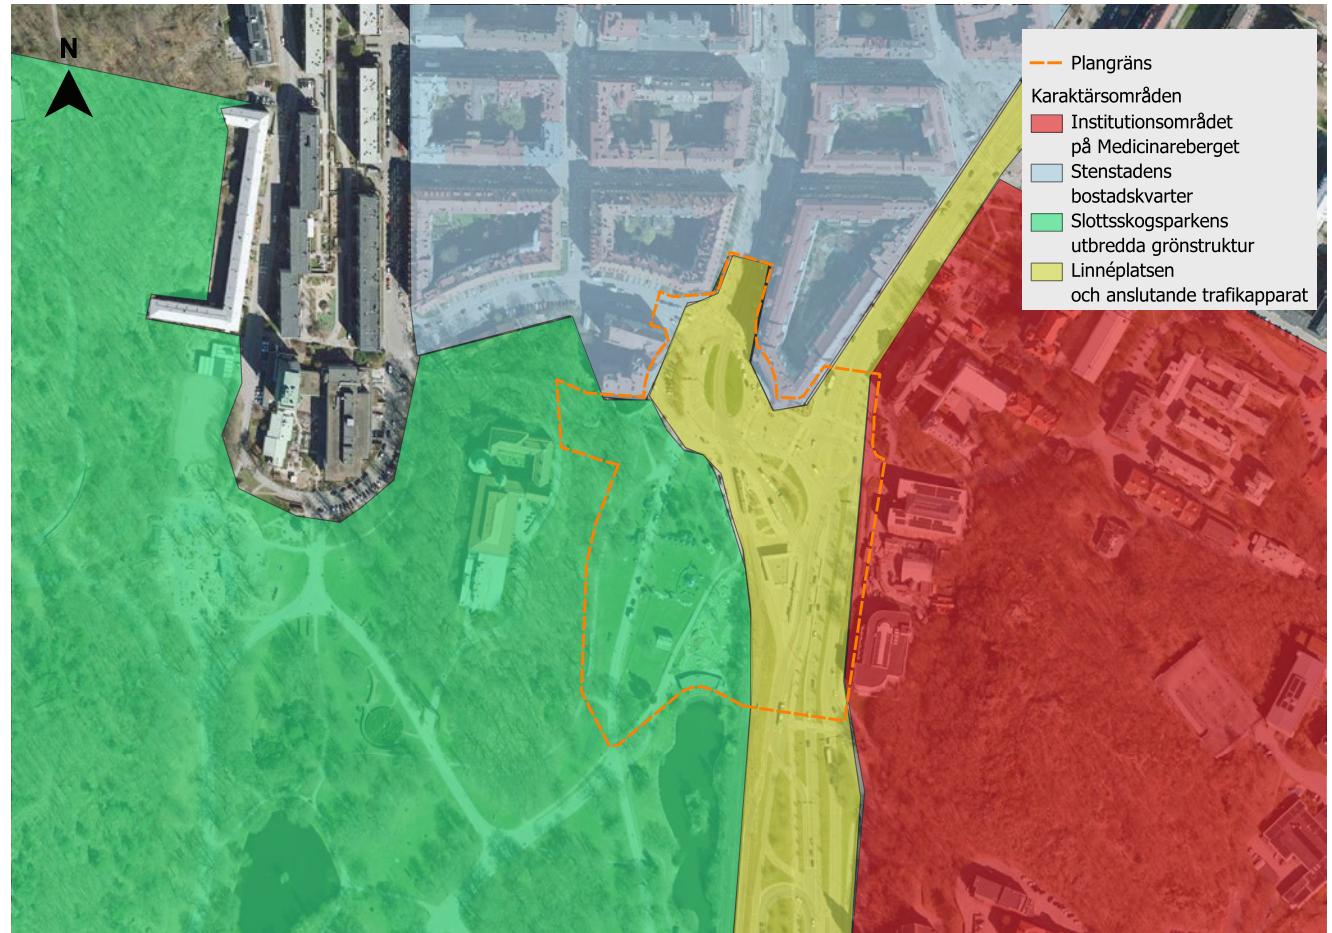 N
Plangräns
Karaktärsområden
Institutionsområdet
på Medicinareberget
Stenstadens
bostadskvarter
Slottsskogsparkens
utbredda grönstruktur
Linnéplatsen
och anslutande trafikapparat